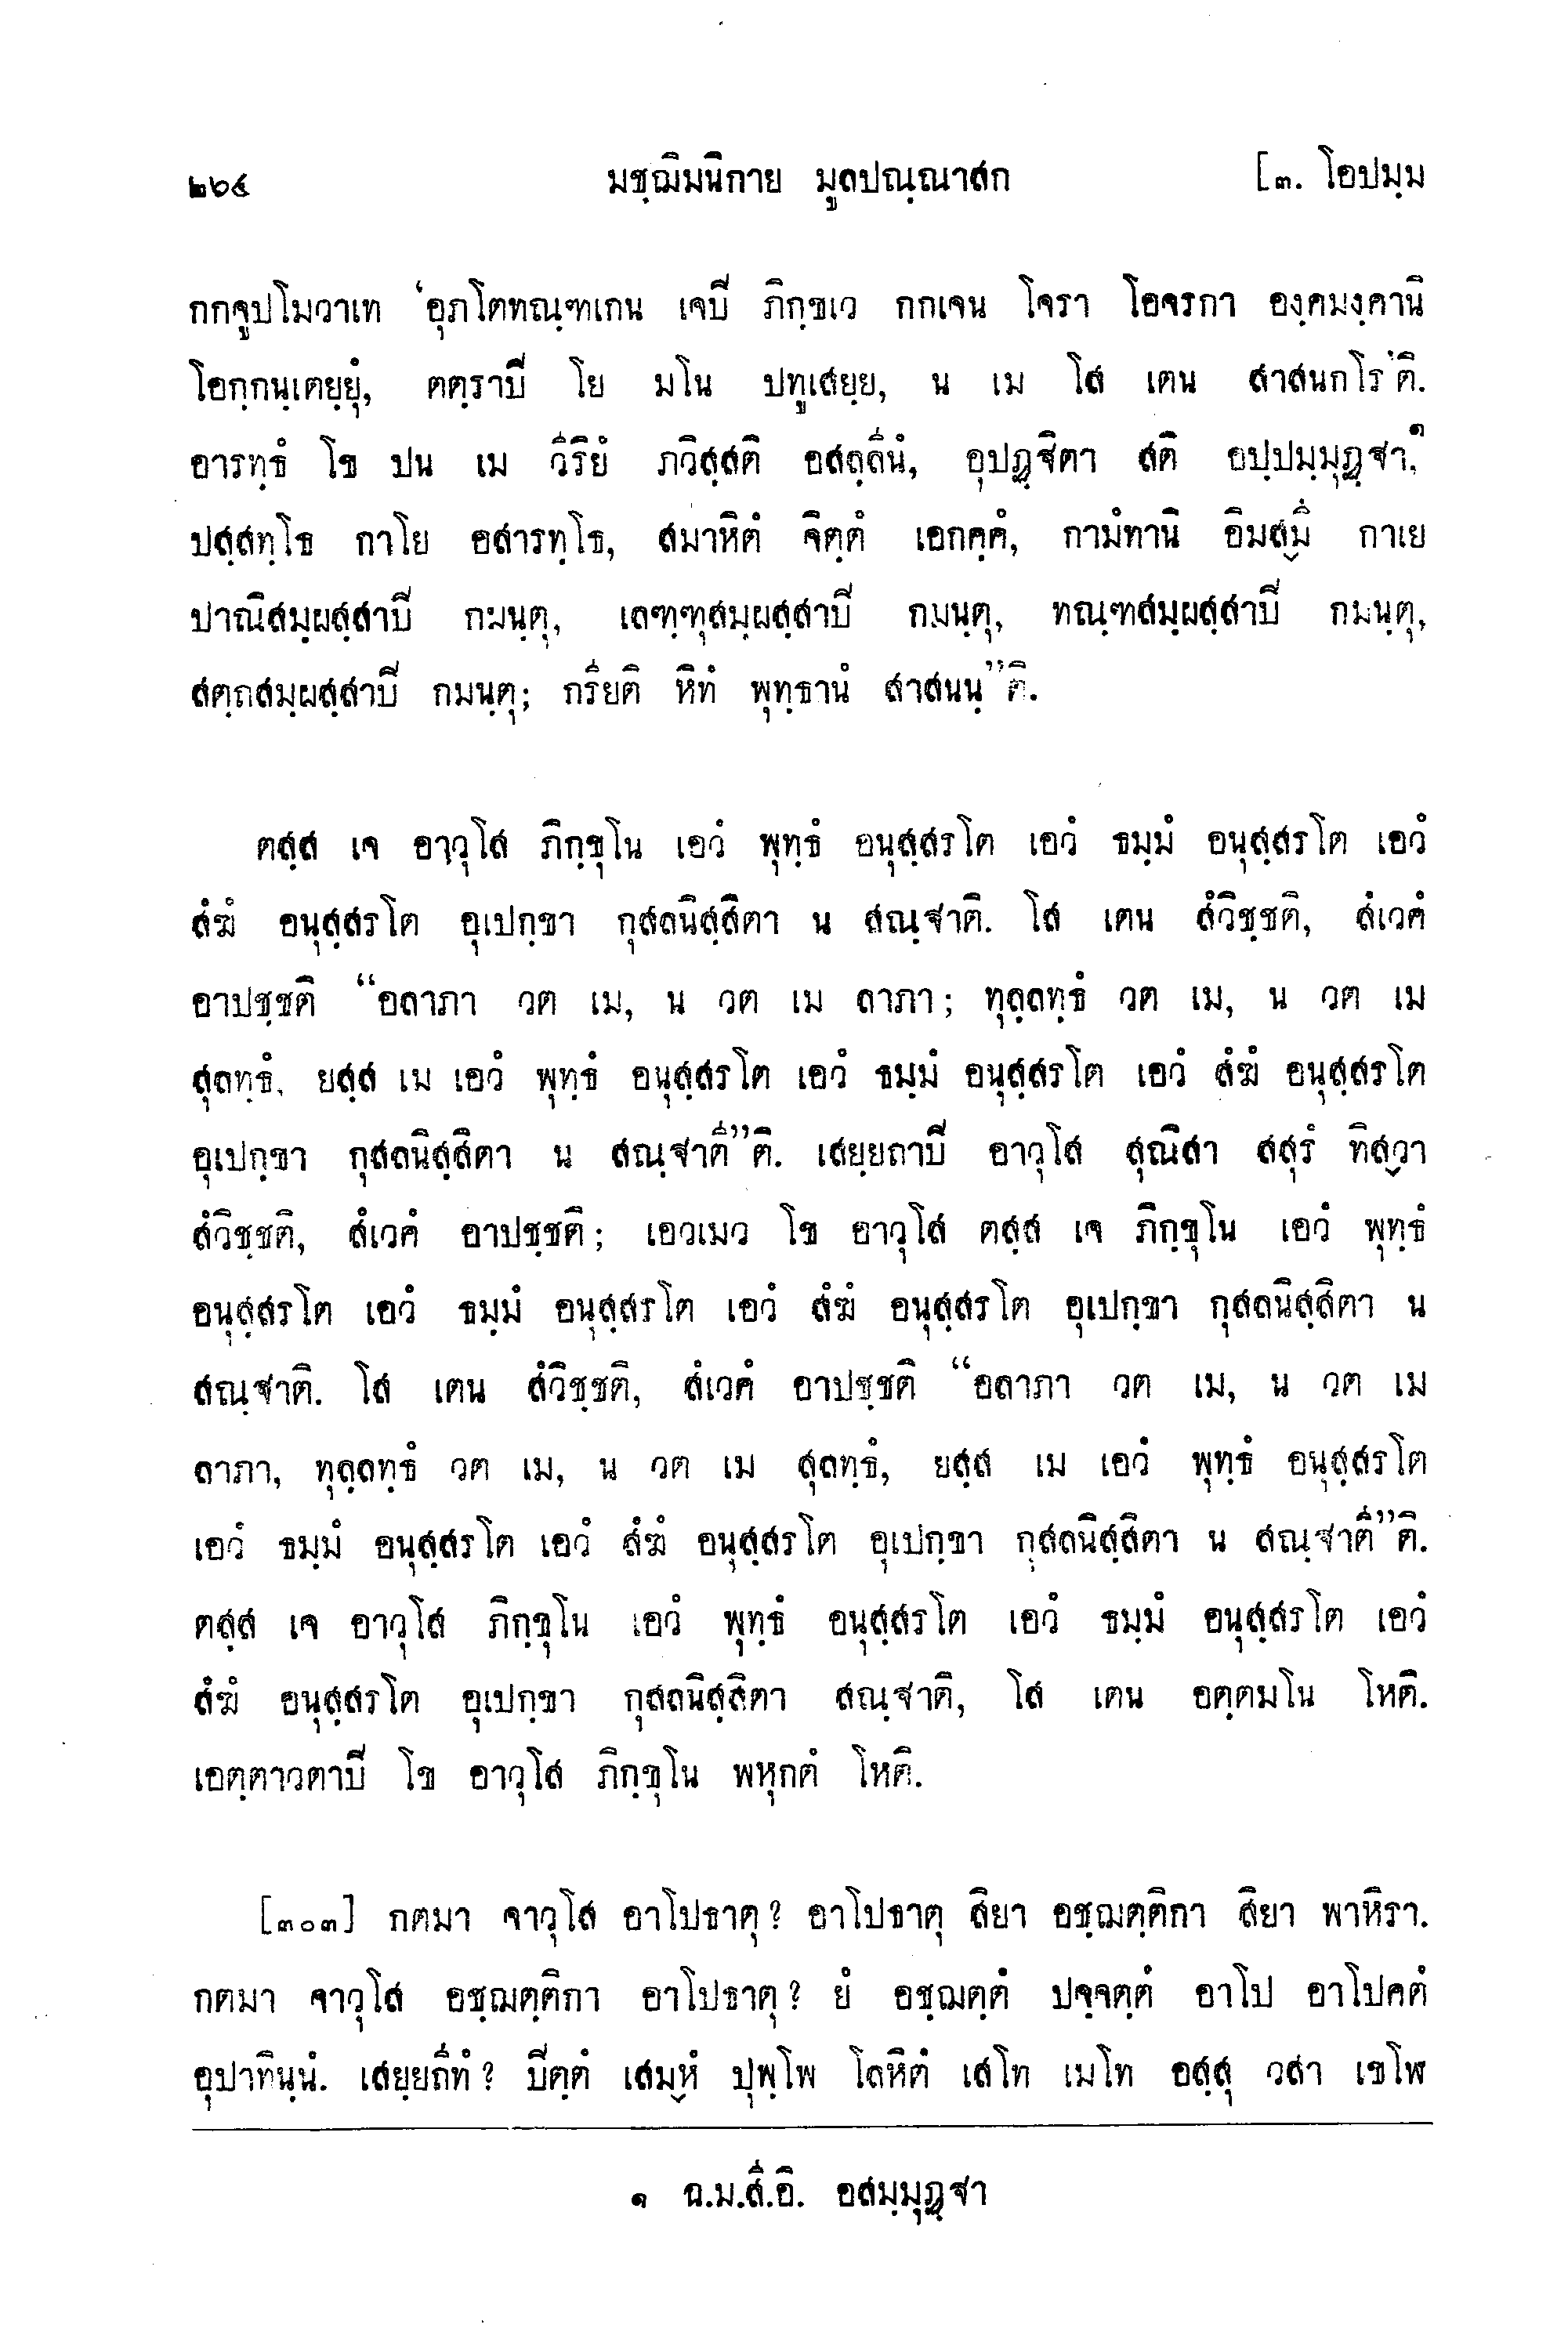 ๒๖๔ มชฺฌิมนิกาย มูลปณฺณาสก [๓. โอปมฺม
กกจูปโมวาเท ‘อุภโตทณฺฑเกน เจปิ ภิกฺขเว กกเจน โจรา โอจรกา องฺคมงฺคานิ
โอกฺกนฺเตยฺยุํ, ตตฺราปิ โย มโน ปทูเสยฺย, น เม โส เตน สาสนกโร’ติ.
อารทฺธํ โข ปน เม วีริยํ ภวิสฺสติ อสลฺลีนํ, อุปฏฺฐิตา สติ อปฺปมฺมุฏฺฐา,๑
ปสฺสทฺโธ กาโย อสารทฺโธ, สมาหิตํ จิตฺตํ เอกคฺคํ, กามํทานิ อิมสฺมึ กาเย
ปาณิสมฺผสฺสาปิ กมนฺตุ, เลฑฺฑุสมฺผสฺสาปิ กมนฺตุ, ทณฺฑสมฺผสฺสาปิ กมนฺตุ,
สตฺถสมฺผสฺสาปิ กมนฺตุ; กรียติ หิทํ พุทฺธานํ สาสนนฺ”ติ.
ตสฺส เจ อาวุโส ภิกฺขุโน เอวํ พุทฺธํ อนุสฺสรโต เอวํ ธมฺมํ อนุสฺสรโต เอวํ
สํฆํ อนุสฺสรโต อุเปกฺขา กุสลนิสฺสิตา น สณฺฐาติ. โส เตน สํวิชฺชติ, สํเวคํ
อาปชฺชติ “อลาภา วต เม, น วต เม ลาภา; ทุลฺลทฺธํ วต เม, น วต เม
สุลทฺธํ, ยสฺส เม เอวํ พุทฺธํ อนุสฺสรโต เอวํ ธมฺมํ อนุสฺสรโต เอวํ สํฆํ อนุสฺสรโต
อุเปกฺขา กุสลนิสฺสิตา น สณฺฐาตี”ติ. เสยฺยถาปิ อาวุโส สุณิสา สสุรํ ทิสฺวา
สํวิชฺชติ, สํเวคํ อาปชฺชติ; เอวเมว โข อาวุโส ตสฺส เจ ภิกฺขุโน เอวํ พุทฺธํ
อนุสฺสรโต เอวํ ธมฺมํ อนุสฺสรโต เอวํ สํฆํ อนุสฺสรโต อุเปกฺขา กุสลนิสฺสิตา น
สณฺฐาติ. โส เตน สํวิชฺชติ, สํเวคํ อาปชฺชติ “อลาภา วต เม, น วต เม
ลาภา, ทุลฺลทฺธํ วต เม, น วต เม สุลทฺธํ, ยสฺส เม เอวํ พุทฺธํ อนุสฺสรโต
เอวํ ธมฺมํ อนุสฺสรโต เอวํ สํฆํ อนุสฺสรโต อุเปกฺขา กุสลนิสฺสิตา น สณฺฐาตี”ติ.
ตสฺส เจ อาวุโส ภิกฺขุโน เอวํ พุทฺธํ อนุสฺสรโต เอวํ ธมฺมํ อนุสฺสรโต เอวํ
สํฆํ อนุสฺสรโต อุเปกฺขา กุสลนิสฺสิตา สณฺฐาติ, โส เตน อตฺตมโน โหติ.
เอตฺตาวตาปิ โข อาวุโส ภิกฺขุโน พหุกตํ โหติ.
[๓๐๓] กตมา จาวุโส อาโปธาตุ? อาโปธาตุ สิยา อชฺฌตฺติกา สิยา พาหิรา.
กตมา จาวุโส อชฺฌตฺติกา อาโปธาตุ? ยํ อชฺฌตฺตํ ปจฺจตฺตํ อาโป อาโปคตํ
อุปาทินฺนํ. เสยฺยถีทํ? ปิตฺตํ เสมฺหํ ปุพฺโพ โลหิตํ เสโท เมโท อสฺสุ วสา เขโฬ
๑ ฉ.ม.สี.อิ. อสมฺมุฏฺฐา